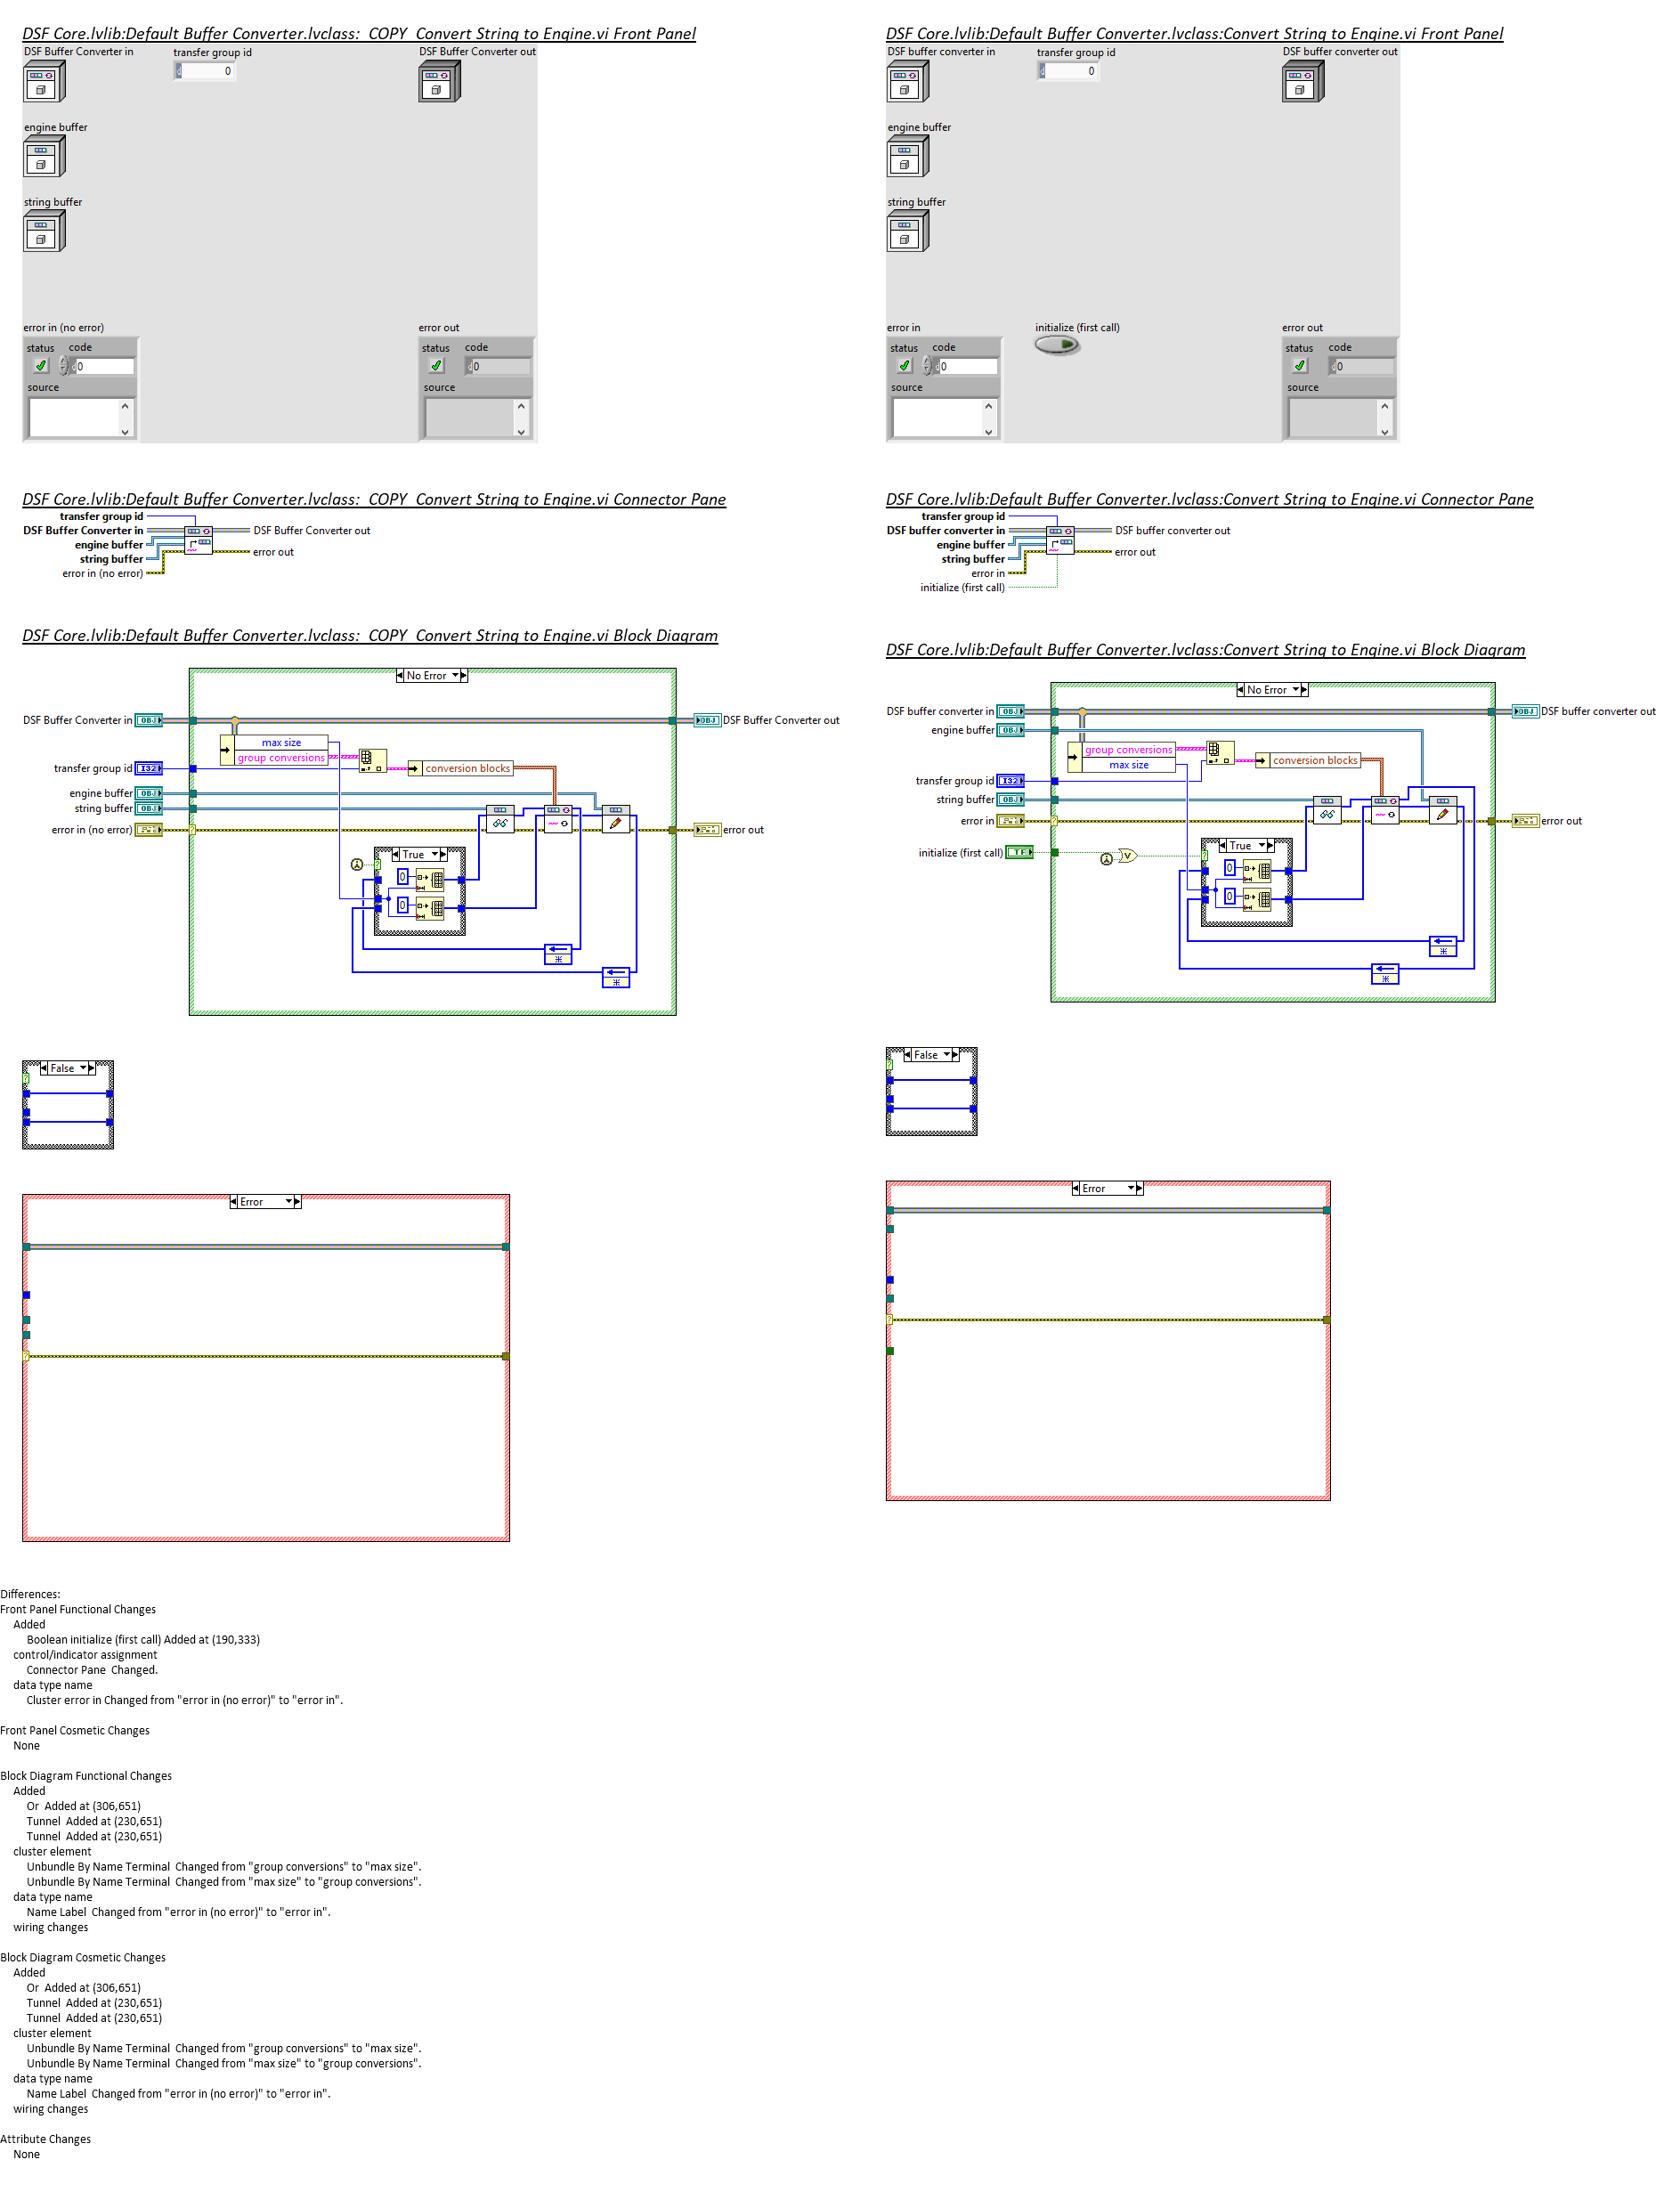 DSF Core.lvlib:Default Buffer Converter.lvclass:  COPY  Convert String to Engine.vi Front Panel
DSF Buffer Converter in
transfer group id
DSF Buffer Converter out
0
engine buffer
string buffer
error in (no error)
error out
status
code
status
code
0
0
source
source
DSF Core.lvlib:Default Buffer Converter.lvclass:Convert String to Engine.vi Front Panel
DSF buffer converter in
transfer group id
DSF buffer converter out
0
engine buffer
string buffer
error in
initialize (first call)
error out
status
code
status
code
0
0
source
source
DSF Core.lvlib:Default Buffer Converter.lvclass:  COPY  Convert String to Engine.vi Connector Pane
transfer group id
DSF Buffer Converter in
DSF Buffer Converter out
engine buffer
string buffer
error out
error in (no error)
DSF Core.lvlib:Default Buffer Converter.lvclass:Convert String to Engine.vi Connector Pane
transfer group id
DSF buffer converter in
DSF buffer converter out
engine buffer
string buffer
error out
error in
initialize (first call)
DSF Core.lvlib:Default Buffer Converter.lvclass:  COPY  Convert String to Engine.vi Block Diagram
No Error
DSF Buffer Converter in
OBJ
OBJ
DSF Buffer Converter out
max size
group conversions
transfer group id
I32
conversion blocks
engine buffer
OBJ
string buffer
OBJ
error in (no error)
error out
True
0
0
False
Error
DSF Core.lvlib:Default Buffer Converter.lvclass:Convert String to Engine.vi Block Diagram
No Error
DSF buffer converter in
OBJ
OBJ
DSF buffer converter out
engine buffer
OBJ
group conversions
max size
conversion blocks
transfer group id
I32
string buffer
OBJ
error in
error out
initialize (first call)
TF
V
True
0
0
False
Error
Differences:
Front Panel Functional Changes
Added
Boolean initialize (first call) Added at (190,333)
control/indicator assignment
Connector Pane  Changed.
data type name
Cluster error in Changed from "error in (no error)" to "error in".
Front Panel Cosmetic Changes
None
Block Diagram Functional Changes
Added
Or  Added at (306,651)
Tunnel  Added at (230,651)
Tunnel  Added at (230,651)
cluster element
Unbundle By Name Terminal  Changed from "group conversions" to "max size".
Unbundle By Name Terminal  Changed from "max size" to "group conversions".
data type name
Name Label  Changed from "error in (no error)" to "error in".
wiring changes
Block Diagram Cosmetic Changes
Added
Or  Added at (306,651)
Tunnel  Added at (230,651)
Tunnel  Added at (230,651)
cluster element
Unbundle By Name Terminal  Changed from "group conversions" to "max size".
Unbundle By Name Terminal  Changed from "max size" to "group conversions".
data type name
Name Label  Changed from "error in (no error)" to "error in".
wiring changes
Attribute Changes
None